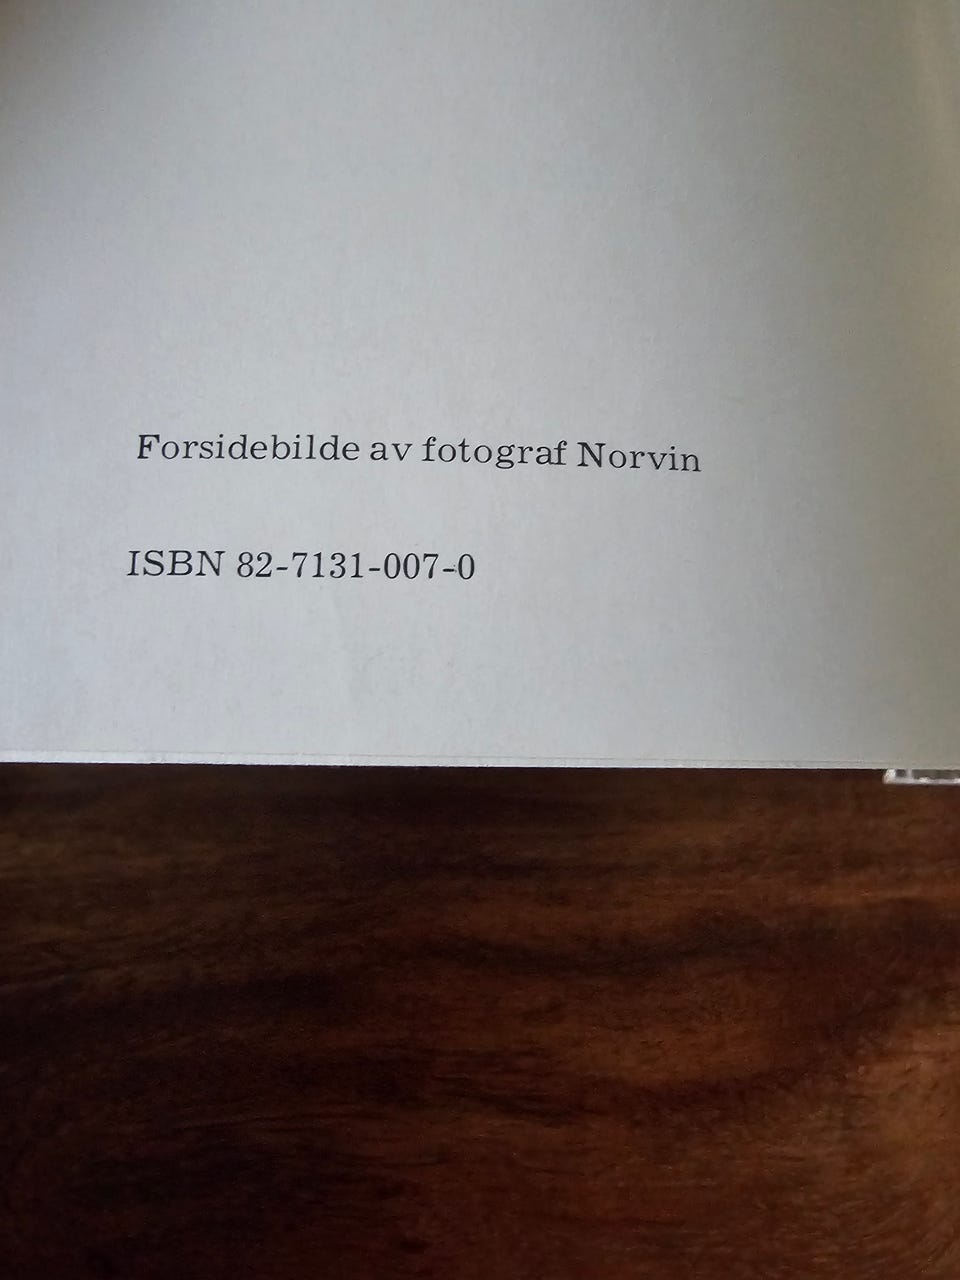 Forsidebilde av fotograf Norvin
ISBN 82-7131-007-0